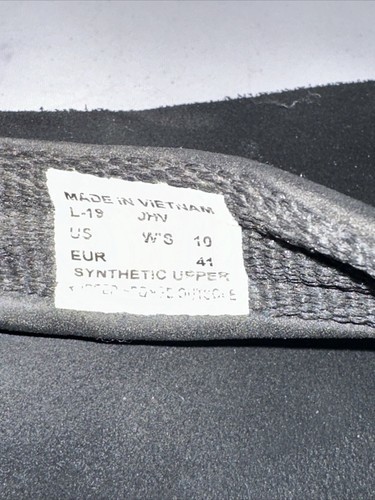 MADE IN VIETNAM
L-19 JHV
US W'S 10
EUR 41
SYNTHETIC UPPER